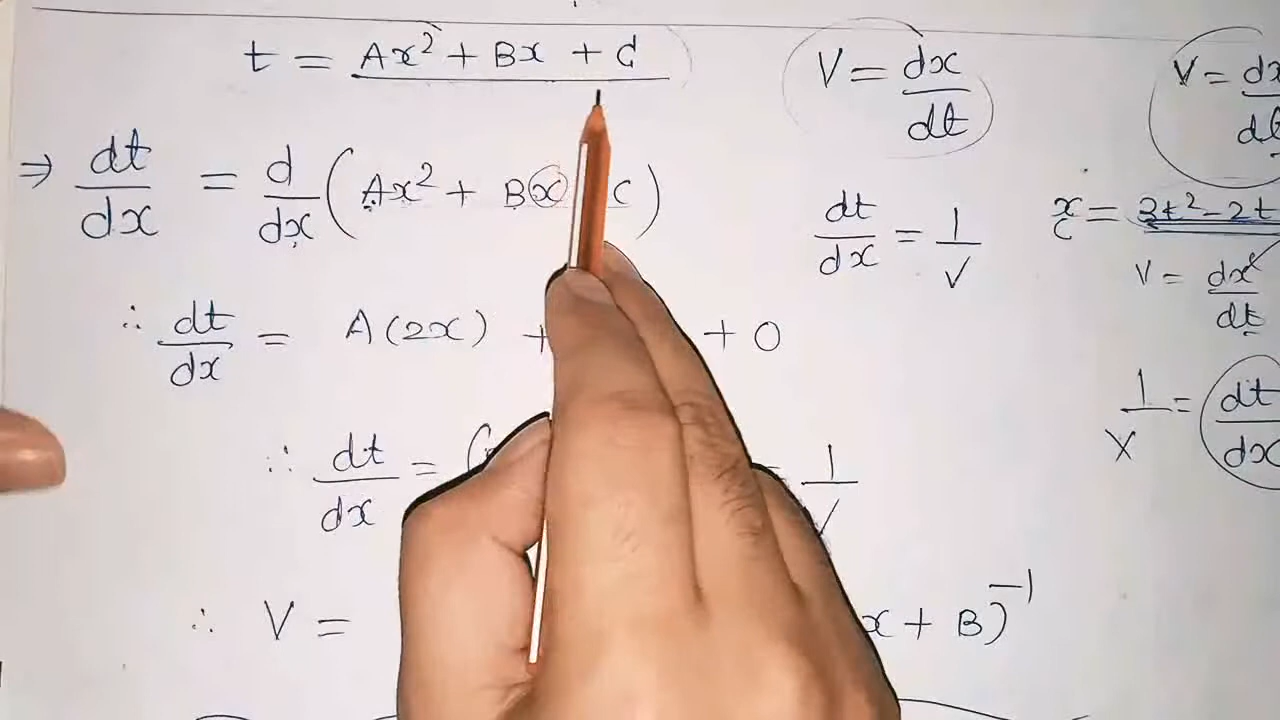 t = Ax² + Bx + C
⇒ dt/dx = d/dx (Ax² + Bx C)
∴ dt/dx = A(2x) + + 0
∴ dt/dx = ( = 1/V
∴ V = x + B)⁻¹
V = dx/dt
dt/dx = 1/V
V = dx/dt
x = 3t² - 2t
V = dx/dt
1/V = dt/dx